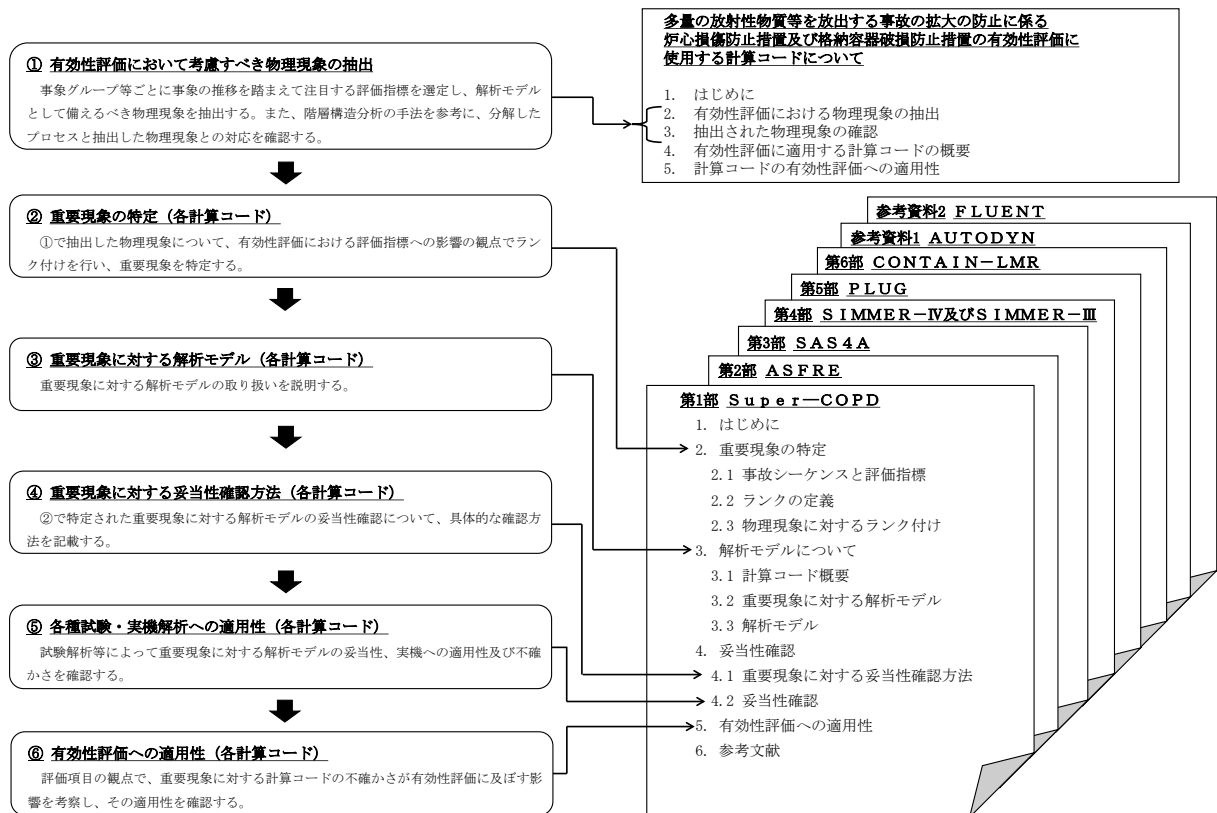 ① 有効性評価において考慮すべき物理現象の抽出
事象グループ等ごとに事象の推移を踏まえて注目する評価指標を選定し、解析モデル
として備えるべき物理現象を抽出する。また、階層構造分析の手法を参考に、分解した
プロセスと抽出した物理現象との対応を確認する。
② 重要現象の特定（各計算コード）
①で抽出した物理現象について、有効性評価における評価指標への影響の観点でラン
ク付けを行い、重要現象を特定する。
③ 重要現象に対する解析モデル（各計算コード）
重要現象に対する解析モデルの取り扱いを説明する。
④ 重要現象に対する妥当性確認方法（各計算コード）
②で特定された重要現象に対する解析モデルの妥当性確認について、具体的な確認方
法を記載する。
⑤ 各種試験・実機解析への適用性（各計算コード）
試験解析等によって重要現象に対する解析モデルの妥当性、実機への適用性及び不確
かさを確認する。
⑥ 有効性評価への適用性（各計算コード）
評価項目の観点で、重要現象に対する計算コードの不確かさが有効性評価に及ぼす影
響を考察し、その適用性を確認する。
多量の放射性物質等を放出する事故の拡大の防止に係る
炉心損傷防止措置及び格納容器破損防止措置の有効性評価に
使用する計算コードについて
1. はじめに
2. 有効性評価における物理現象の抽出
3. 抽出された物理現象の確認
4. 有効性評価に適用する計算コードの概要
5. 計算コードの有効性評価への適用性
参考資料2 ＦＬＵＥＮＴ
参考資料1 ＡＵＴＯＤＹＮ
第6部 ＣＯＮＴＡＩＮ－ＬＭＲ
第5部 ＰＬＵＧ
第4部 ＳＩＭＭＥＲ－Ⅳ及びＳＩＭＭＥＲ－Ⅲ
第3部 ＳＡＳ４Ａ
第2部 ＡＳＦＲＥ
第1部 Ｓｕｐｅｒ―ＣＯＰＤ
1. はじめに
2. 重要現象の特定
2.1 事故シーケンスと評価指標
2.2 ランクの定義
2.3 物理現象に対するランク付け
3. 解析モデルについて
3.1 計算コード概要
3.2 重要現象に対する解析モデル
3.3 解析モデル
4. 妥当性確認
4.1 重要現象に対する妥当性確認方法
4.2 妥当性確認
5. 有効性評価への適用性
6. 参考文献